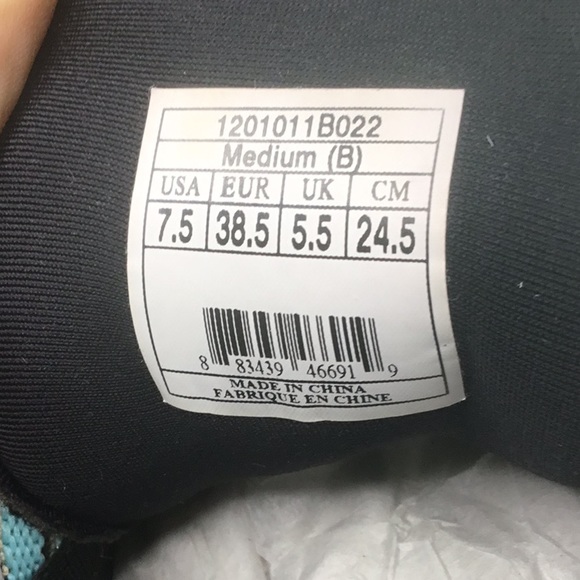 1201011B022
Medium (B)
USA EUR UK CM
7.5 38.5 5.5 24.5
8 83439 46691 9
MADE IN CHINA
FABRIQUE EN CHINE